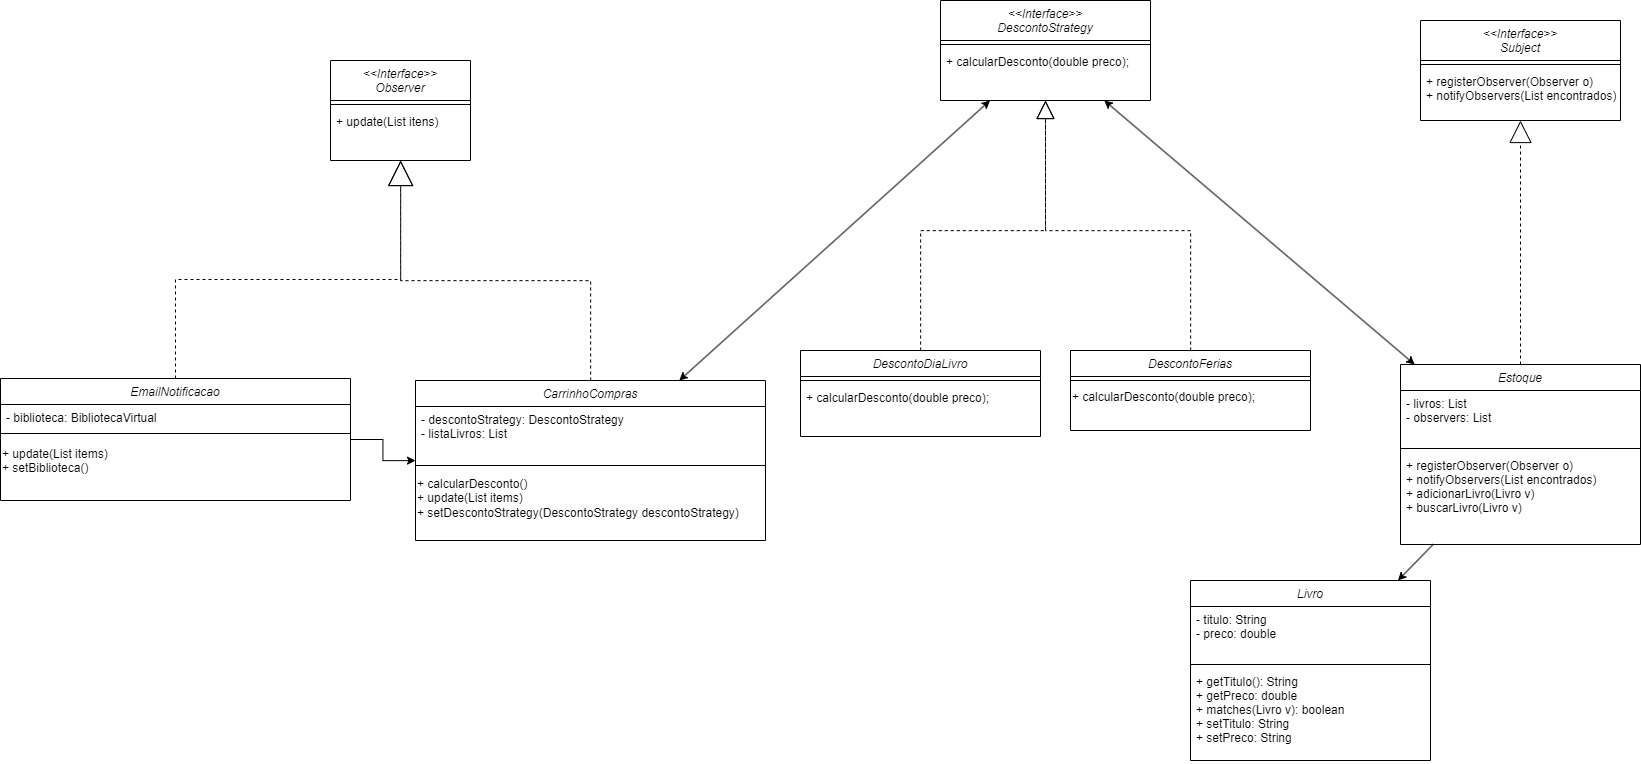 <<Interface>>
Observer
+ update(List itens)
<<Interface>>
DescontoStrategy
+ calcularDesconto(double preco);
<<Interface>>
Subject
+ registerObserver(Observer o)
+ notifyObservers(List encontrados)
EmailNotificacao
- biblioteca: BibliotecaVirtual
+ update(List items)
+ setBiblioteca()
CarrinhoCompras
- descontoStrategy: DescontoStrategy
- listaLivros: List
+ calcularDesconto()
+ update(List items)
+ setDescontoStrategy(DescontoStrategy descontoStrategy)
DescontoDiaLivro
+ calcularDesconto(double preco);
DescontoFerias
+ calcularDesconto(double preco);
Estoque
- livros: List
- observers: List
+ registerObserver(Observer o)
+ notifyObservers(List encontrados)
+ adicionarLivro(Livro v)
+ buscarLivro(Livro v)
Livro
- titulo: String
- preco: double
+ getTitulo(): String
+ getPreco: double
+ matches(Livro v): boolean
+ setTitulo: String
+ setPreco: String